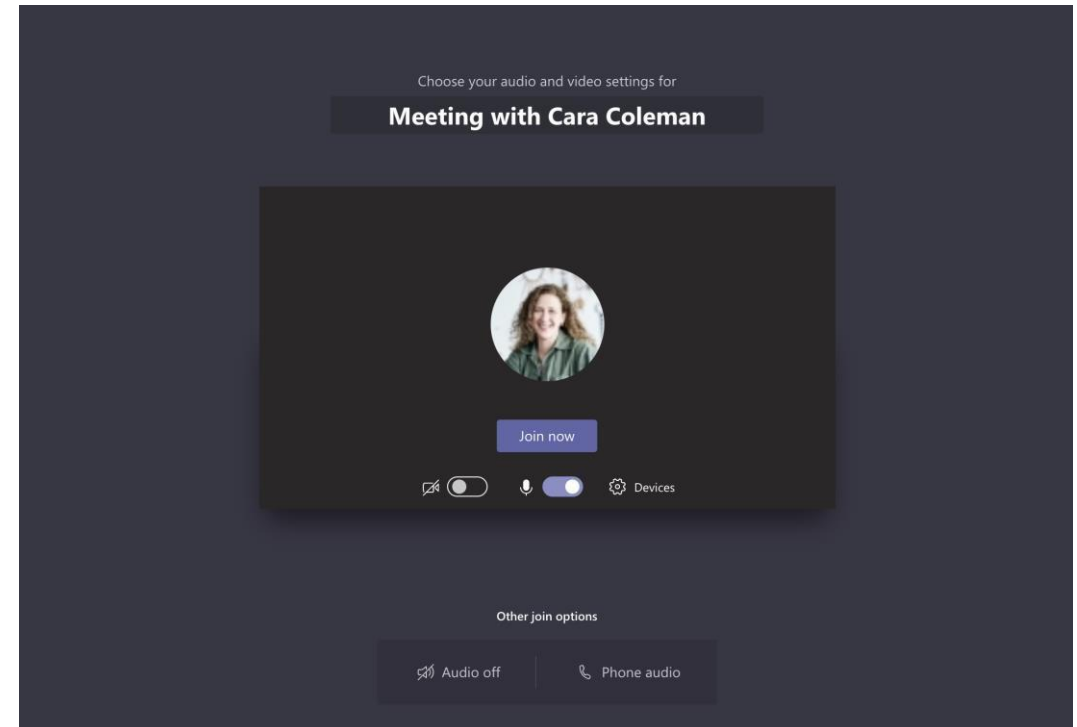 Choose your audio and video settings for
Meeting with Cara Coleman
Join now
Devices
Other join options
Audio off
Phone audio